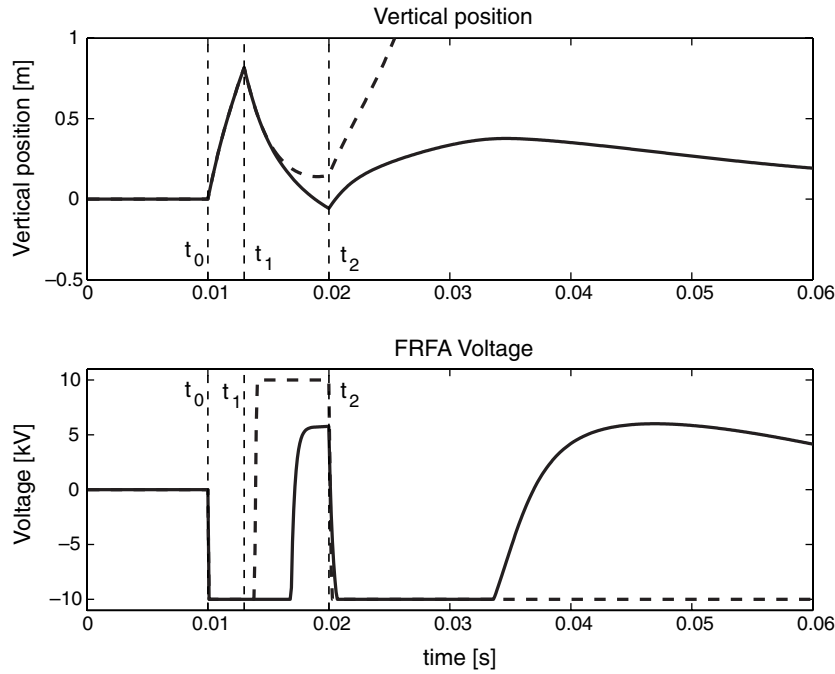 Vertical position
Vertical position [m]
1
0.5
0
−0.5
t0
t1
t2
0 0.01 0.02 0.03 0.04 0.05 0.06
FRFA Voltage
Voltage [kV]
10
5
0
−5
−10
t0
t1
t2
0 0.01 0.02 0.03 0.04 0.05 0.06
time [s]